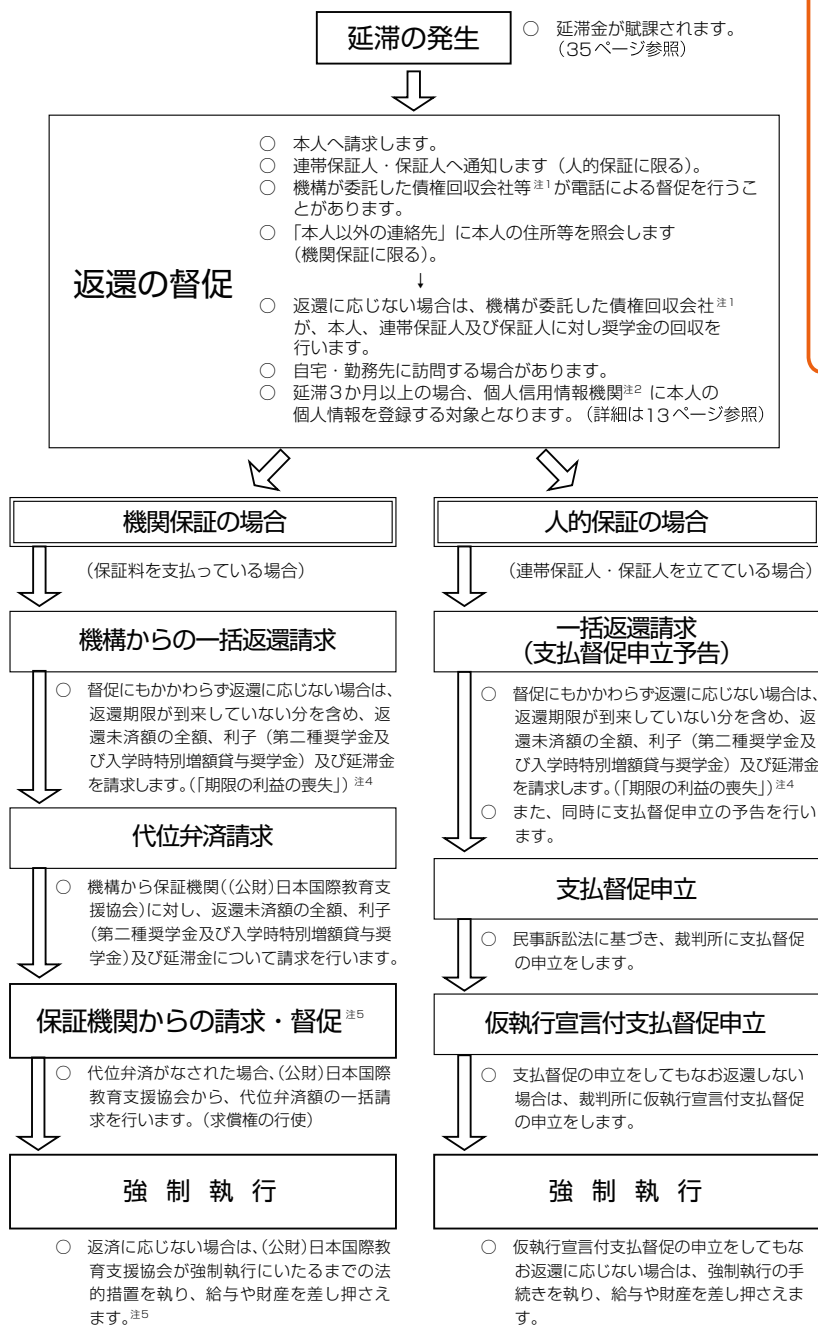 延滞の発生
○ 延滞金が賦課されます。
(35ページ参照)
返還の督促
○ 本人へ請求します。
○ 連帯保証人・保証人へ通知します(人的保証に限る)。
○ 機構が委託した債権回収会社等注1が電話による督促を行うこ
とがあります。
○ 「本人以外の連絡先」に本人の住所等を照会します
(機関保証に限る)。
↓
○ 返還に応じない場合は、機構が委託した債権回収会社注1
が、本人、連帯保証人及び保証人に対し奨学金の回収を
行います。
○ 自宅・勤務先に訪問する場合があります。
○ 延滞3か月以上の場合、個人信用情報機関注2 に本人の
個人情報を登録する対象となります。(詳細は13ページ参照)
機関保証の場合
(保証料を支払っている場合)
機構からの一括返還請求
○ 督促にもかかわらず返還に応じない場合は、
返還期限が到来していない分を含め、返
還未済額の全額、利子(第二種奨学金及
び入学時特別増額貸与奨学金)及び延滞金
を請求します。(「期限の利益の喪失」)注4
代位弁済請求
○ 機構から保証機関((公財)日本国際教育支
援協会)に対し、返還未済額の全額、利子
(第二種奨学金及び入学時特別増額貸与奨
学金)及び延滞金について請求を行います。
保証機関からの請求・督促注5
○ 代位弁済がなされた場合、(公財)日本国際
教育支援協会から、代位弁済額の一括請
求を行います。(求償権の行使)
強制執行
○ 返済に応じない場合は、(公財)日本国際教
育支援協会が強制執行にいたるまでの法
的措置を執り、給与や財産を差し押さえ
ます。注5
人的保証の場合
(連帯保証人・保証人を立てている場合)
一括返還請求
(支払督促申立予告)
○ 督促にもかかわらず返還に応じない場合は、
返還期限が到来していない分を含め、返
還未済額の全額、利子(第二種奨学金及
び入学時特別増額貸与奨学金)及び延滞金
を請求します。(「期限の利益の喪失」)注4
○ また、同時に支払督促申立の予告を行い
ます。
支払督促申立
○ 民事訴訟法に基づき、裁判所に支払督促
の申立をします。
仮執行宣言付支払督促申立
○ 支払督促の申立をしてもなお返還しない
場合は、裁判所に仮執行宣言付支払督促
の申立をします。
強制執行
○ 仮執行宣言付支払督促の申立をしてもな
お返還に応じない場合は、強制執行の手
続きを執り、給与や財産を差し押さえま
す。